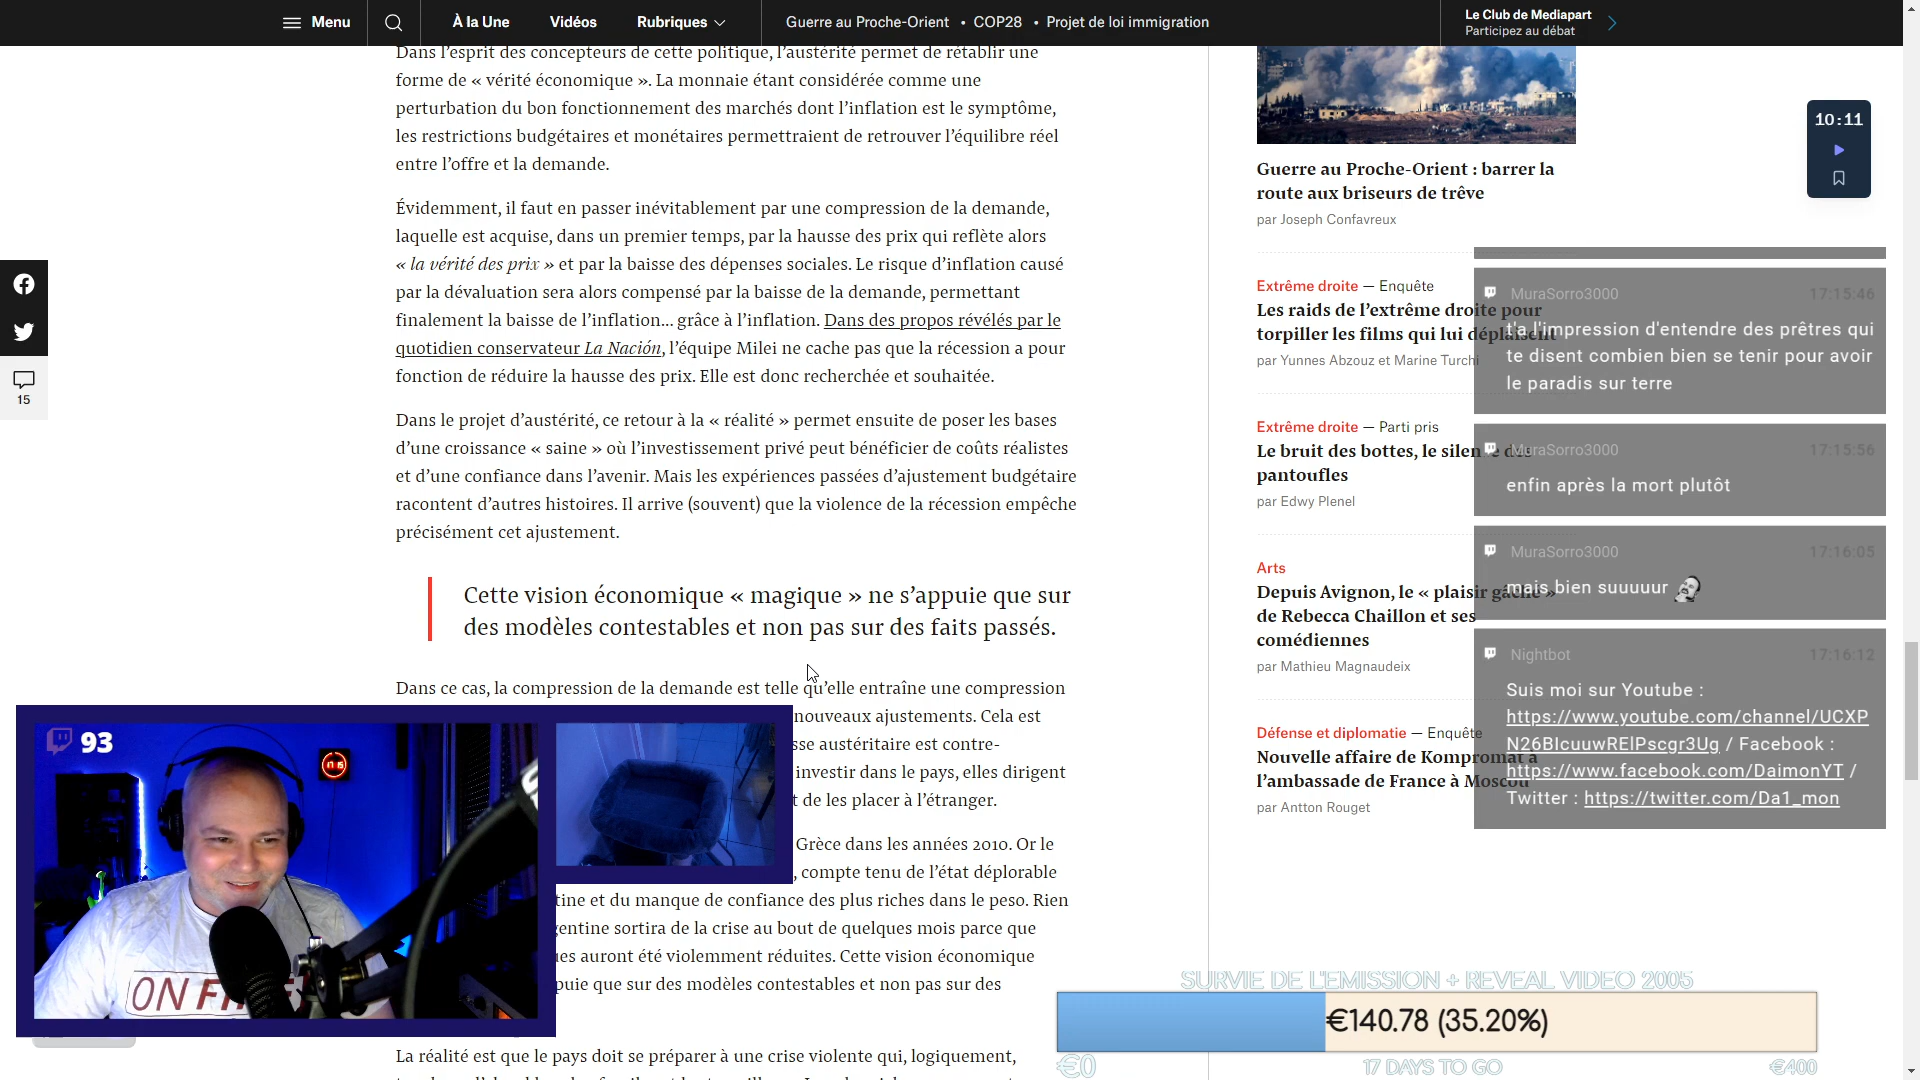 Menu
À la Une
Vidéos
Rubriques
Guerre au Proche-Orient • COP28 • Projet de loi immigration
Le Club de Mediapart
Participez au débat
Dans l’esprit des concepteurs de cette politique, l’austérité permet de rétablir une
forme de « vérité économique ». La monnaie étant considérée comme une
perturbation du bon fonctionnement des marchés dont l’inflation est le symptôme,
les restrictions budgétaires et monétaires permettraient de retrouver l’équilibre réel
entre l’offre et la demande.
Évidemment, il faut en passer inévitablement par une compression de la demande,
laquelle est acquise, dans un premier temps, par la hausse des prix qui reflète alors
« la vérité des prix » et par la baisse des dépenses sociales. Le risque d’inflation causé
par la dévaluation sera alors compensé par la baisse de la demande, permettant
finalement la baisse de l’inflation… grâce à l’inflation. Dans des propos révélés par le
quotidien conservateur La Nación, l’équipe Milei ne cache pas que la récession a pour
fonction de réduire la hausse des prix. Elle est donc recherchée et souhaitée.
Dans le projet d’austérité, ce retour à la « réalité » permet ensuite de poser les bases
d’une croissance « saine » où l’investissement privé peut bénéficier de coûts réalistes
et d’une confiance dans l’avenir. Mais les expériences passées d’ajustement budgétaire
racontent d’autres histoires. Il arrive (souvent) que la violence de la récession empêche
précisément cet ajustement.
Cette vision économique « magique » ne s’appuie que sur
des modèles contestables et non pas sur des faits passés.
Dans ce cas, la compression de la demande est telle qu’elle entraîne une compression
nouveaux ajustements. Cela est
sse austéritaire est contre-
investir dans le pays, elles dirigent
t de les placer à l’étranger.
Grèce dans les années 2010. Or le
, compte tenu de l’état déplorable
tine et du manque de confiance des plus riches dans le peso. Rien
gentine sortira de la crise au bout de quelques mois parce que
ues auront été violemment réduites. Cette vision économique
puie que sur des modèles contestables et non pas sur des
La réalité est que le pays doit se préparer à une crise violente qui, logiquement,
15
93
ON FIRE
Guerre au Proche-Orient : barrer la
route aux briseurs de trêve
par Joseph Confavreux
Extrême droite — Enquête
Les raids de l’extrême droite pour
torpiller les films qui lui déplaisent
par Yunnes Abzouz et Marine Turchi
Extrême droite — Parti pris
Le bruit des bottes, le silence des
pantoufles
par Edwy Plenel
Arts
Depuis Avignon, le « plaisir gâché »
de Rebecca Chaillon et ses
comédiennes
par Mathieu Magnaudeix
Défense et diplomatie — Enquête
Nouvelle affaire de Kompromat à
l’ambassade de France à Moscou
par Antton Rouget
10:11
MuraSorro3000 17:15:46
t'a l'impression d'entendre des prêtres qui
te disent combien bien se tenir pour avoir
le paradis sur terre
MuraSorro3000 17:15:56
enfin après la mort plutôt
MuraSorro3000 17:16:05
mais bien suuuuur
Nightbot 17:16:12
Suis moi sur Youtube :
https://www.youtube.com/channel/UCXP
N26BIcuuwRElPscgr3Ug / Facebook :
https://www.facebook.com/DaimonYT /
Twitter : https://twitter.com/Da1_mon
SURVIE DE L'EMISSION + REVEAL VIDEO 2005
€140.78 (35.20%)
€0
17 DAYS TO GO
€400